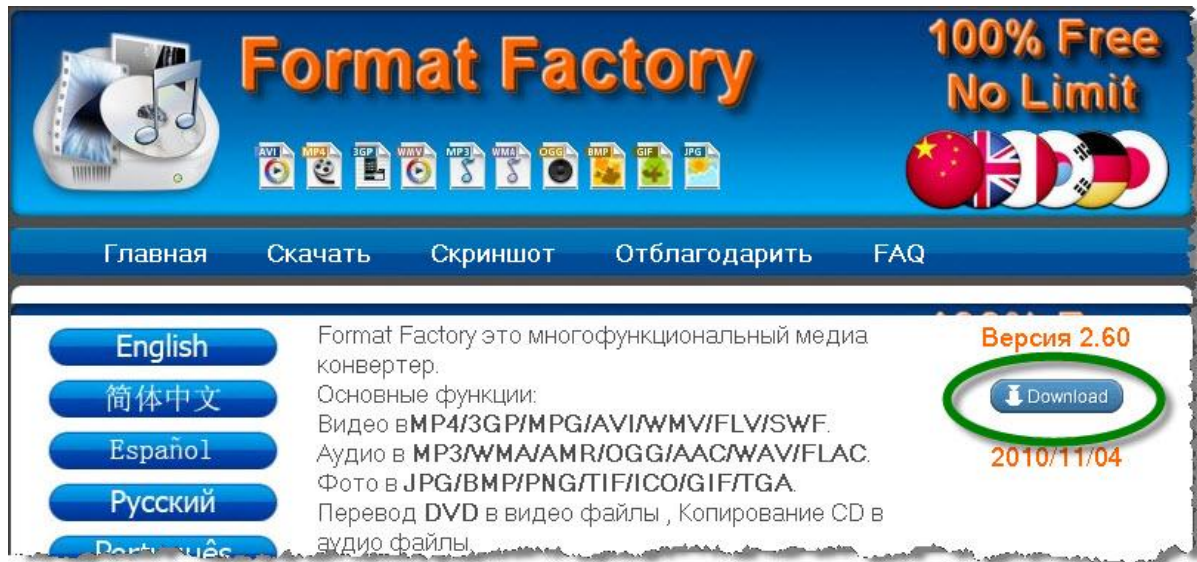 Format Factory
100% Free
No Limit
AVI MP4 3GP WMV MP3 WMA OGG BMP GIF JPG
Главная Скачать Скриншот Отблагодарить FAQ
English
简体中文
Español
Русский
Format Factory это многофункциональный медиа
конвертер.
Основные функции:
Видео вMP4/3GP/MPG/AVI/WMV/FLV/SWF.
Аудио в MP3/WMA/AMR/OGG/AAC/WAV/FLAC.
Фото в JPG/BMP/PNG/TIF/ICO/GIF/TGA.
Перевод DVD в видео файлы , Копирование CD в
аудио файлы
Версия 2.60
Download
2010/11/04